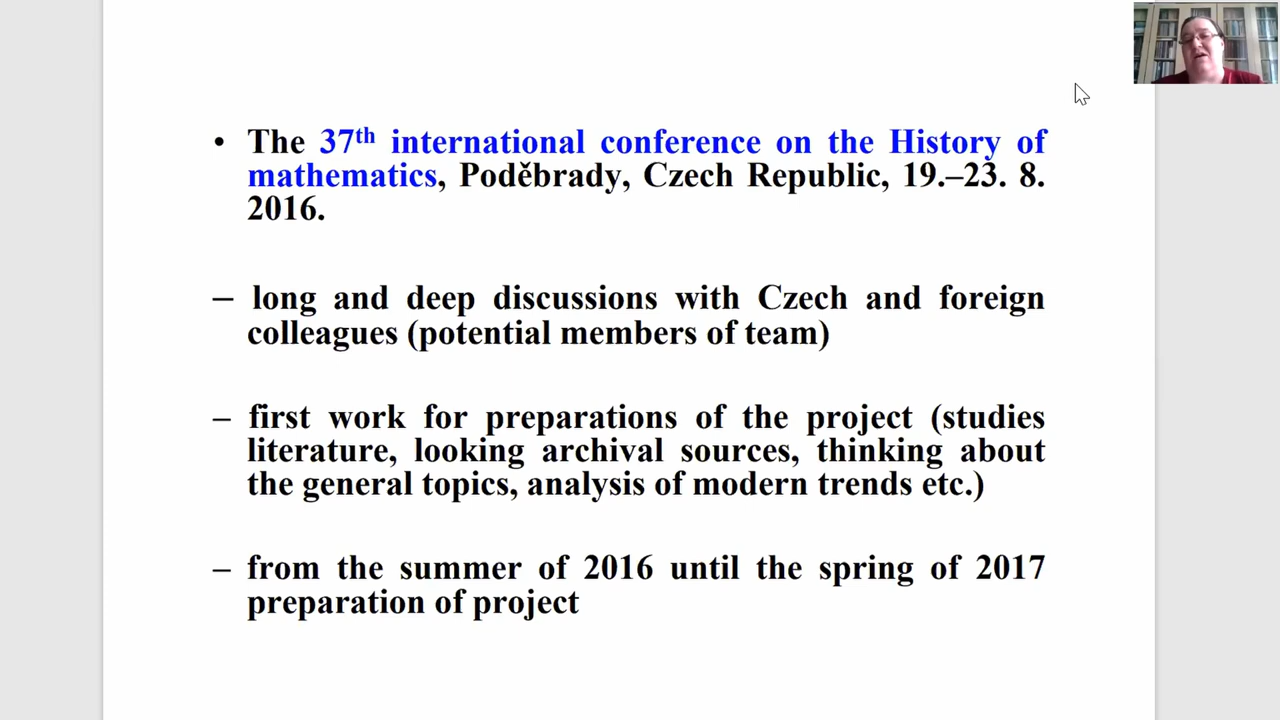 • The 37th international conference on the History of
mathematics, Poděbrady, Czech Republic, 19.–23. 8.
2016.
– long and deep discussions with Czech and foreign
colleagues (potential members of team)
– first work for preparations of the project (studies
literature, looking archival sources, thinking about
the general topics, analysis of modern trends etc.)
– from the summer of 2016 until the spring of 2017
preparation of project